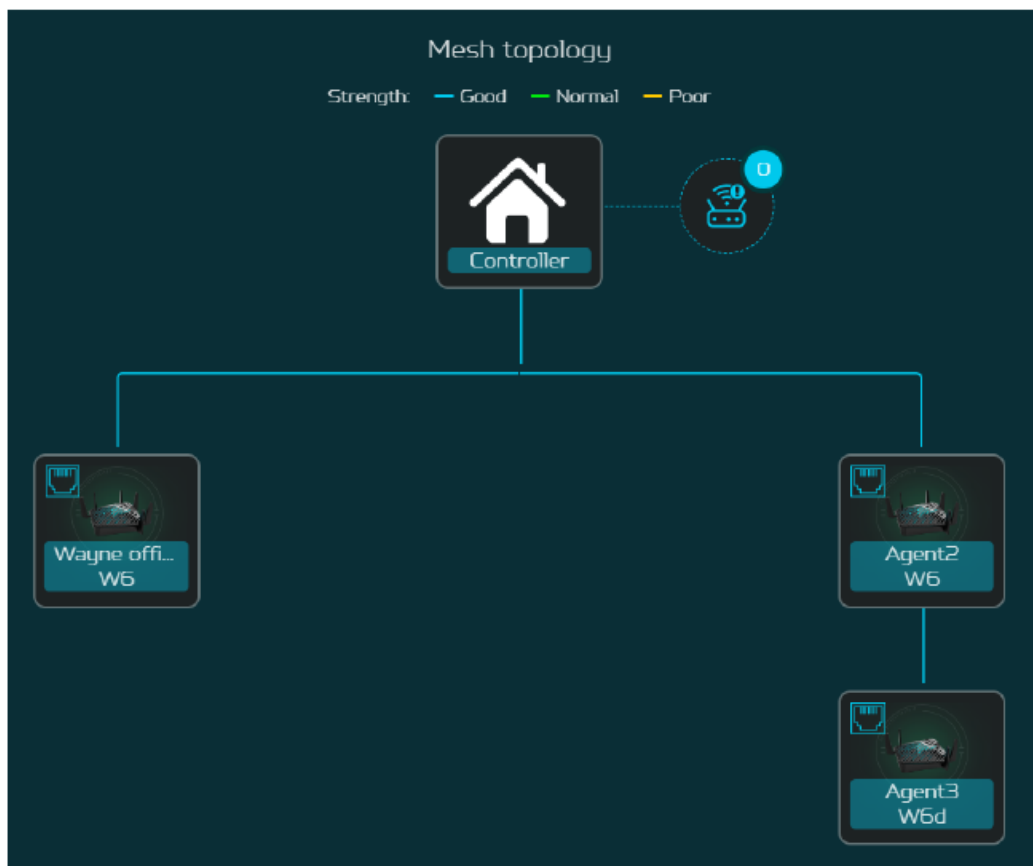 Mesh topology
Strength: Good Normal Poor
0
Controller
Wayne offi...
W6
Agent2
W6
Agent3
W6d